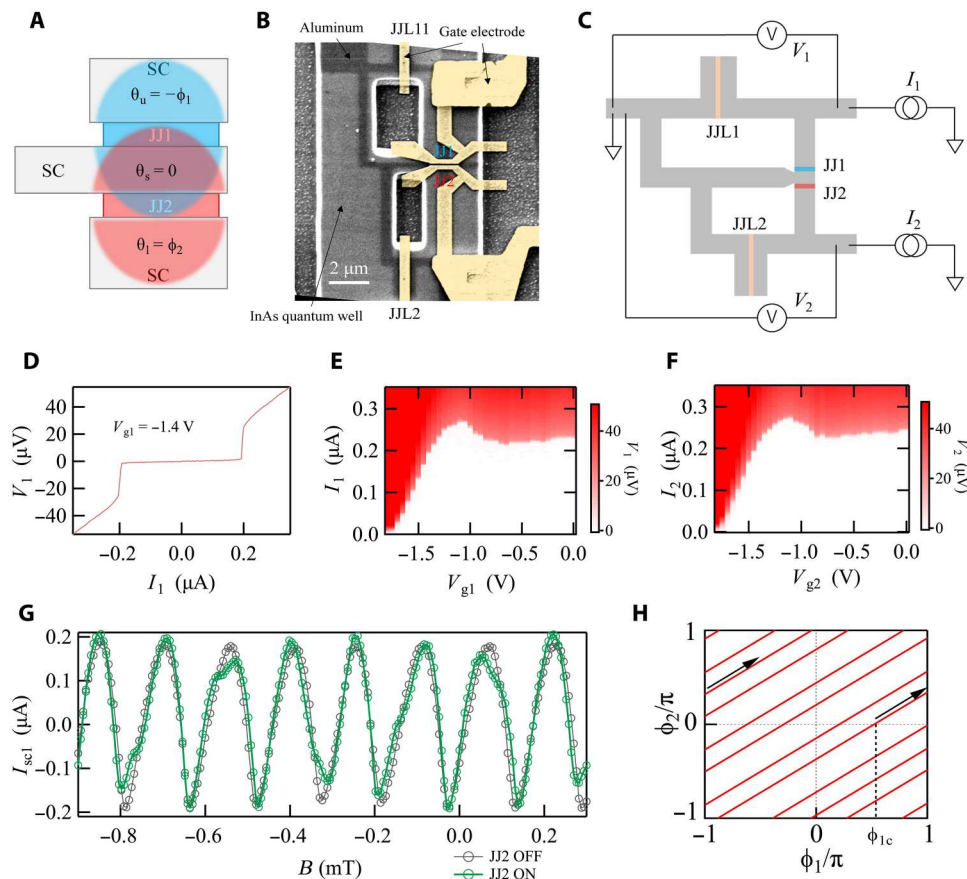 A
SC
θu = −ϕ1
JJ1
SC
θs = 0
JJ2
θl = ϕ2
SC
B
Aluminum
JJL11
Gate electrode
JJ1
JJ2
2 μm
InAs quantum well
JJL2
C
V
V1
I1
JJL1
JJ1
JJ2
JJL2
I2
V2
V
D
V1 (μV)
40
20
0
−20
−40
Vg1 = −1.4 V
−0.2
0.0
0.2
I1 (μA)
E
I1 (μA)
0.3
0.2
0.1
0.0
−1.5
−1.0
−0.5
0.0
Vg1 (V)
40
20
0
V1 (μV)
F
I2 (μA)
0.3
0.2
0.1
0.0
−1.5
−1.0
−0.5
0.0
Vg2 (V)
40
20
0
V2 (μV)
G
Isc1 (μA)
0.2
0.1
0.0
−0.1
−0.2
−0.8
−0.6
−0.4
−0.2
0.0
0.2
B (mT)
JJ2 OFF
JJ2 ON
H
ϕ2/π
1
0
-1
-1
0
ϕ1c
1
ϕ1/π